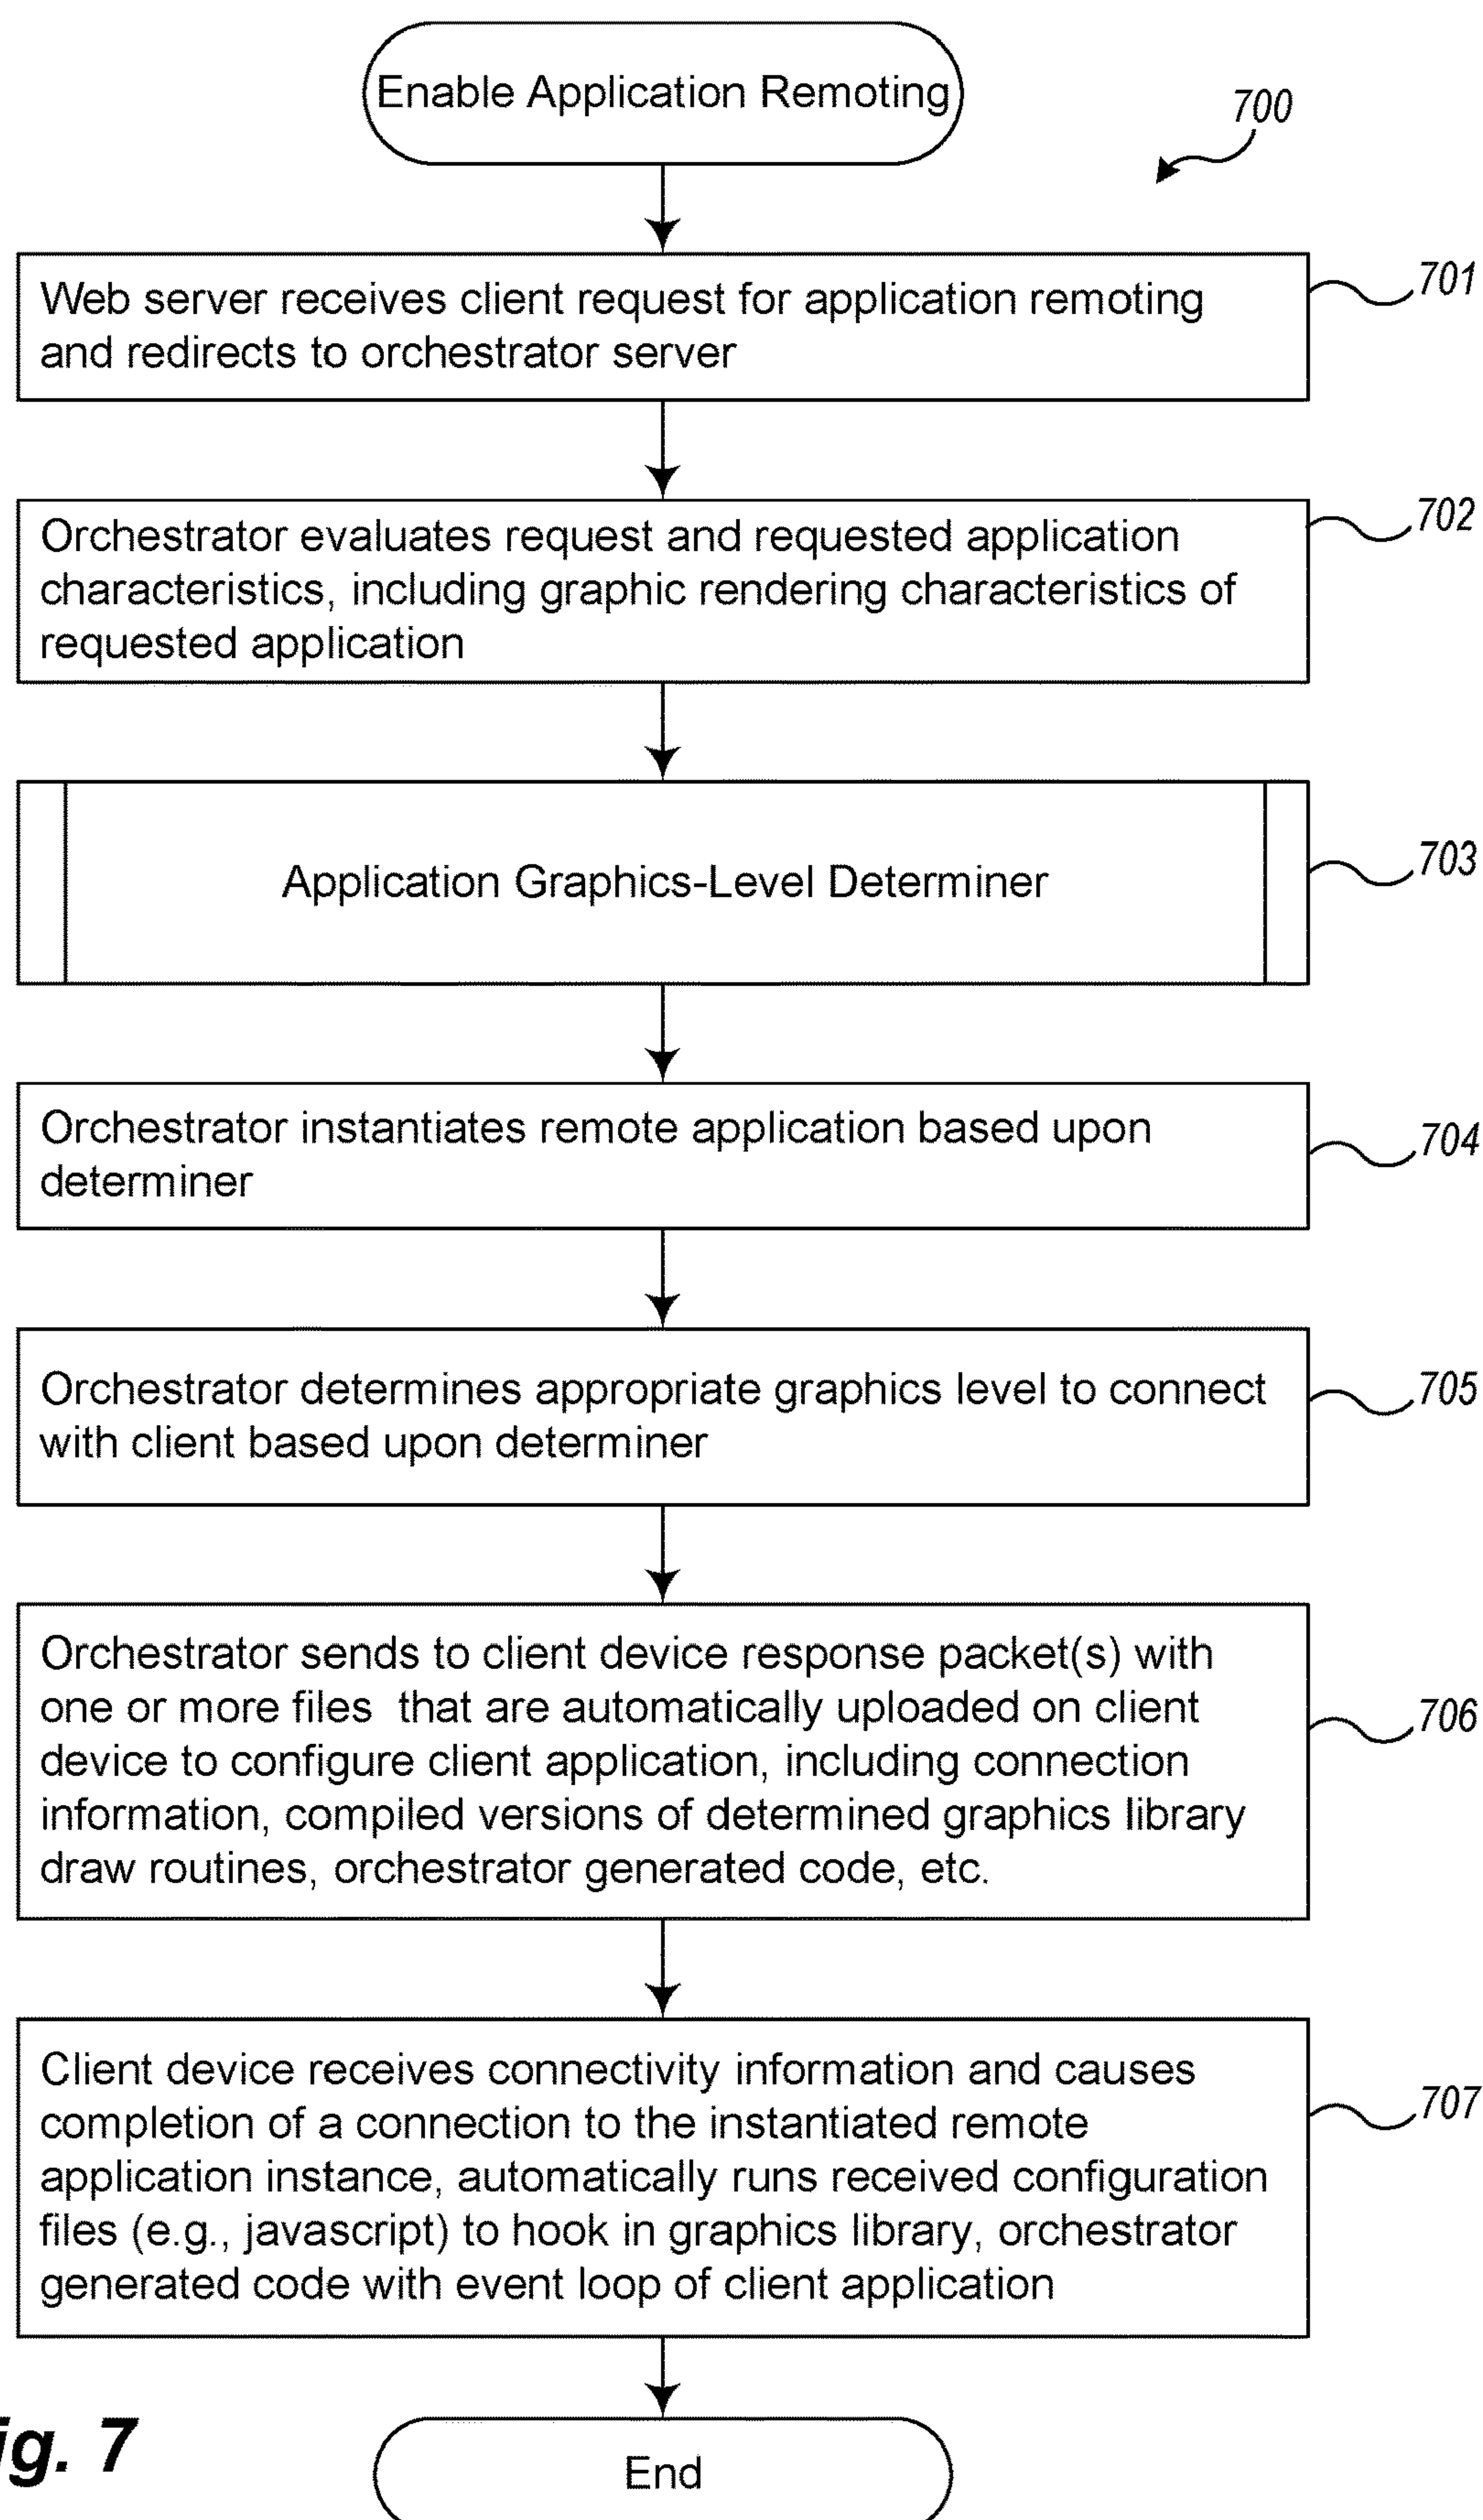 Enable Application Remoting
700
Web server receives client request for application remoting
and redirects to orchestrator server
701
Orchestrator evaluates request and requested application
characteristics, including graphic rendering characteristics of
requested application
702
Application Graphics-Level Determiner
703
Orchestrator instantiates remote application based upon
determiner
704
Orchestrator determines appropriate graphics level to connect
with client based upon determiner
705
Orchestrator sends to client device response packet(s) with
one or more files that are automatically uploaded on client
device to configure client application, including connection
information, compiled versions of determined graphics library
draw routines, orchestrator generated code, etc.
706
Client device receives connectivity information and causes
completion of a connection to the instantiated remote
application instance, automatically runs received configuration
files (e.g., javascript) to hook in graphics library, orchestrator
generated code with event loop of client application
707
ig. 7
End